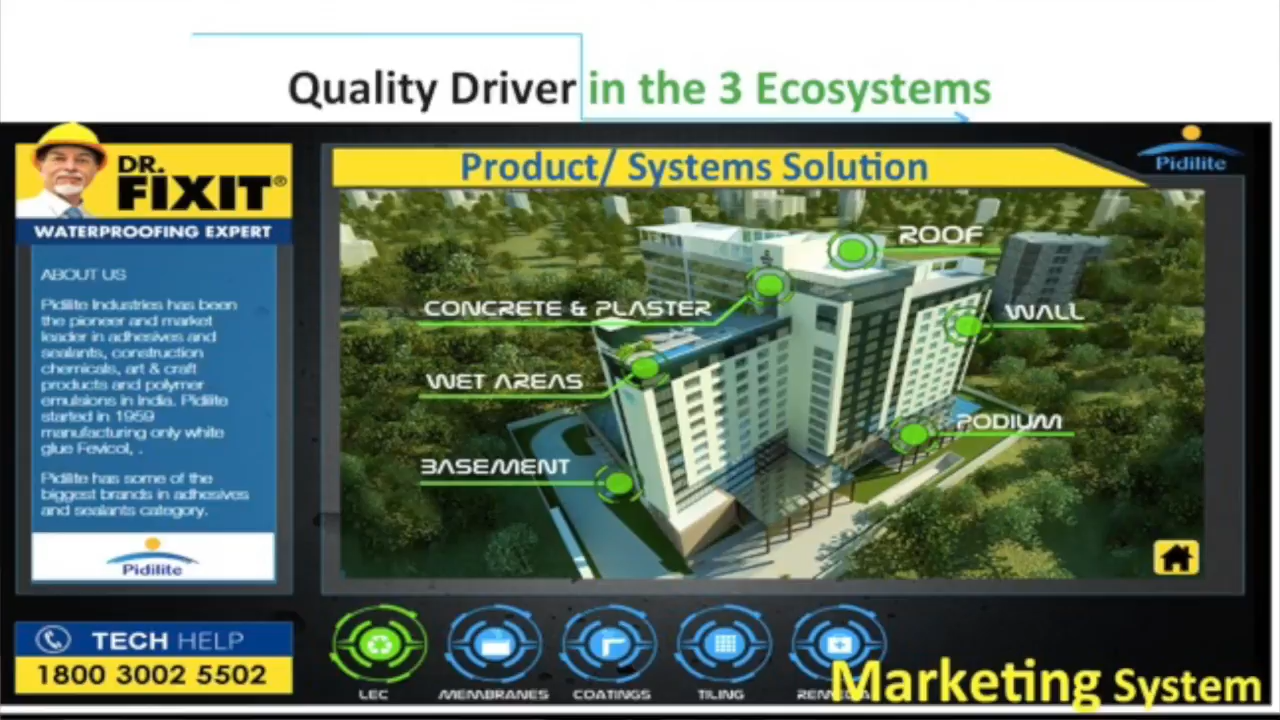 Quality Driver in the 3 Ecosystems
DR.
FIXIT®
WATERPROOFING EXPERT
ABOUT US
Pidilite Industries has been
the pioneer and market
leader in adhesives and
sealants, construction
chemicals, art & craft
products and polymer
emulsions in India. Pidilite
started in 1959
manufacturing only white
glue Fevicol, .
Pidilite has some of the
biggest brands in adhesives
and sealants category.
Pidilite
TECH HELP
1800 3002 5502
Product/ Systems Solution
Pidilite
ROOF
CONCRETE & PLASTER
WALL
WET AREAS
PODIUM
BASEMENT
LEC
MEMBRANES
COATINGS
TILING
Marketing System